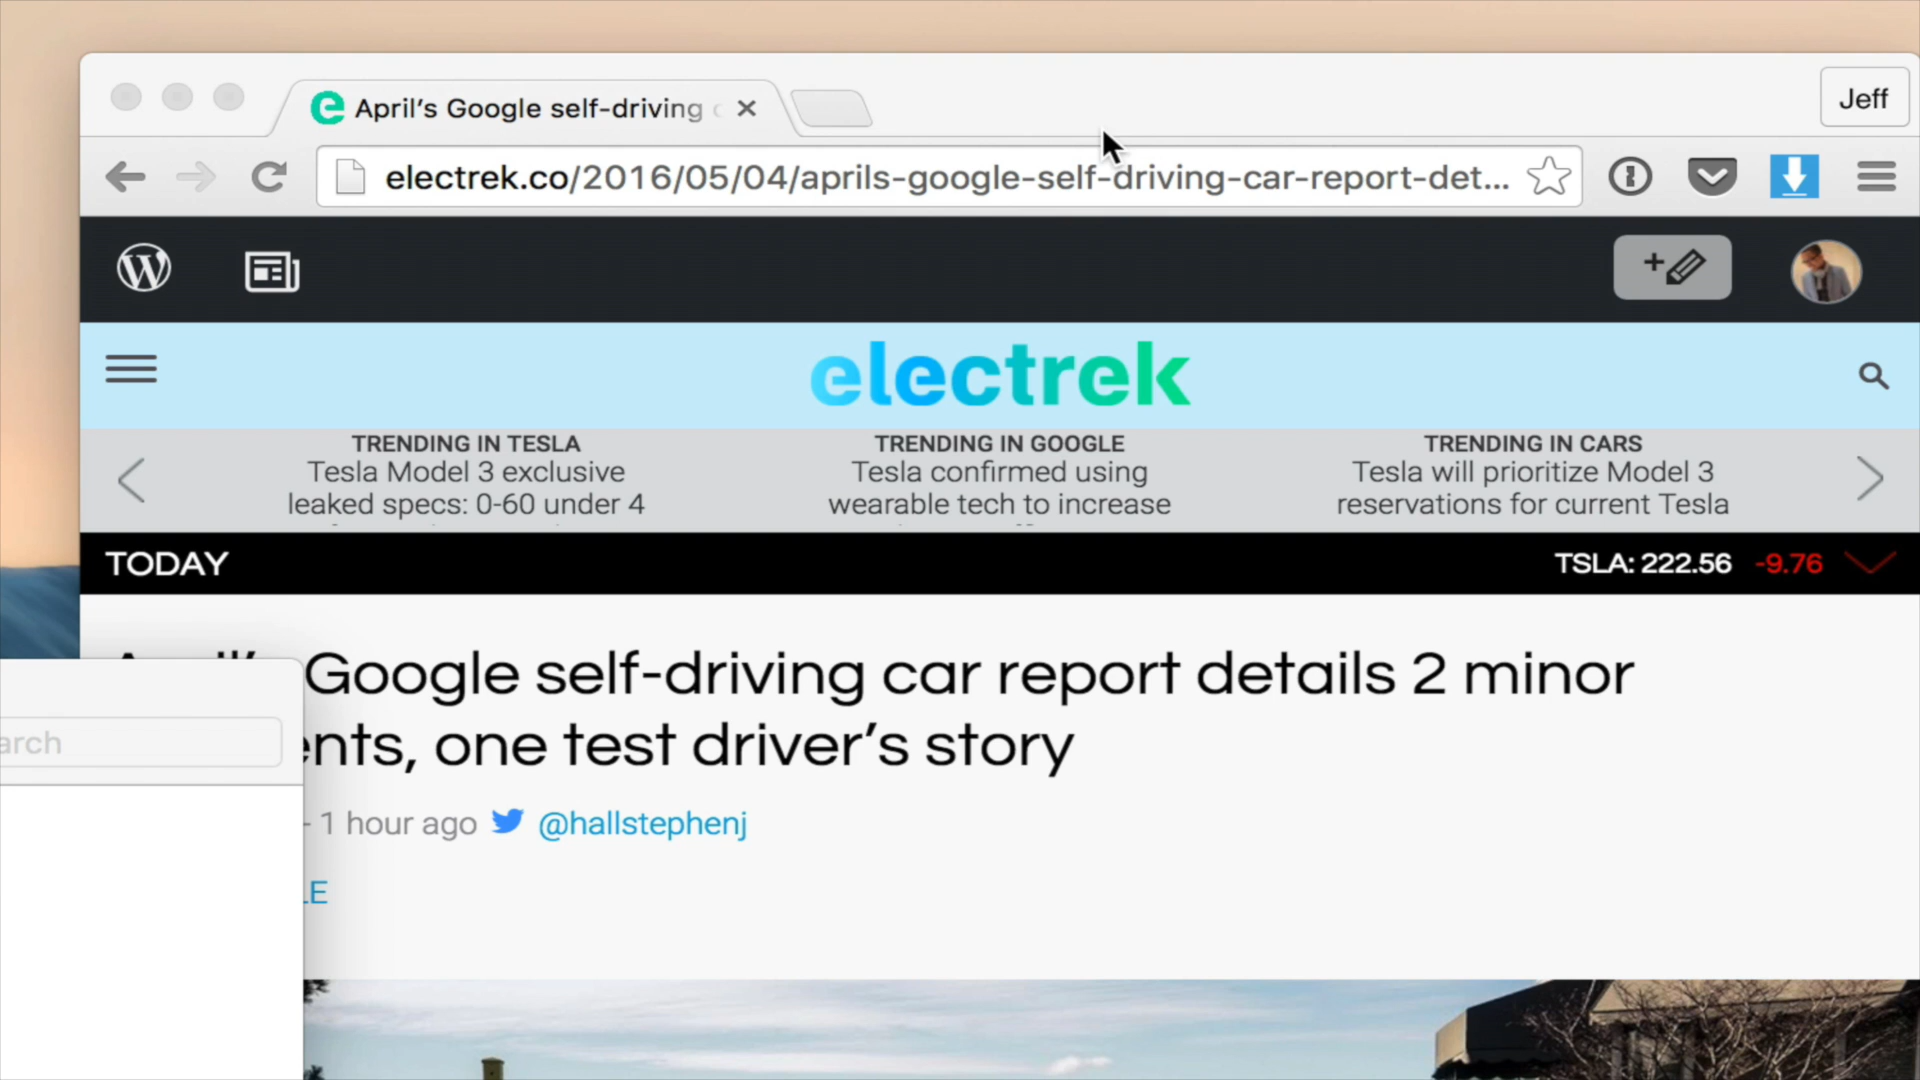 April's Google self-driving
Jeff
electrek.co/2016/05/04/aprils-google-self-driving-car-report-det...
electrek
TRENDING IN TESLA
Tesla Model 3 exclusive
leaked specs: 0-60 under 4
TRENDING IN GOOGLE
Tesla confirmed using
wearable tech to increase
TRENDING IN CARS
Tesla will prioritize Model 3
reservations for current Tesla
TODAY
TSLA: 222.56 -9.76
Google self-driving car report details 2 minor
ents, one test driver's story
arch
- 1 hour ago @hallstephenj
LE